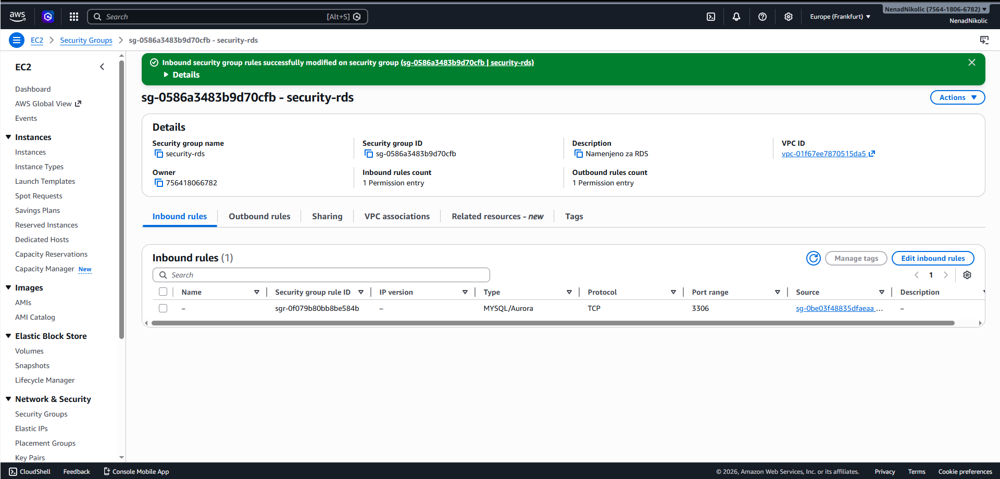 aws
Search [Alt+S]
Europe (Frankfurt)
NenadNikolic (7564-1806-6782)
NenadNikolic
EC2 Security Groups sg-0586a3483b9d70cfb - security-rds
EC2
Dashboard
AWS Global View
Events
Instances
Instances
Instance Types
Launch Templates
Spot Requests
Savings Plans
Reserved Instances
Dedicated Hosts
Capacity Reservations
Capacity Manager New
Images
AMIs
AMI Catalog
Elastic Block Store
Volumes
Snapshots
Lifecycle Manager
Network & Security
Security Groups
Elastic IPs
Placement Groups
Key Pairs
Inbound security group rules successfully modified on security group (sg-0586a3483b9d70cfb | security-rds)
Details
sg-0586a3483b9d70cfb - security-rds
Actions
Details
Security group name
security-rds
Security group ID
sg-0586a3483b9d70cfb
Description
Namenjeno za RDS
VPC ID
vpc-01f67ee7870515da5
Owner
756418066782
Inbound rules count
1 Permission entry
Outbound rules count
1 Permission entry
Inbound rules Outbound rules Sharing VPC associations Related resources - new Tags
Inbound rules (1)
Manage tags
Edit inbound rules
Search
1
Name Security group rule ID IP version Type Protocol Port range Source Description
– sgr-0f079b80bb8be584b – MYSQL/Aurora TCP 3306 sg-0be03f48835dfaeaa ... –
CloudShell Feedback Console Mobile App
© 2026, Amazon Web Services, Inc. or its affiliates. Privacy Terms Cookie preferences